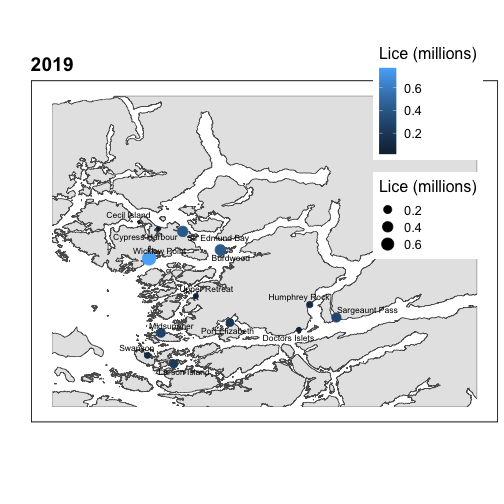 2019
Lice (millions)
0.6
0.4
0.2
Lice (millions)
0.2
0.4
0.6
Cecil Island
Cypress Harbour
Sir Edmund Bay
Wicklow Point
Burdwood
Upper Retreat
Humphrey Rock
Sargeaunt Pass
Midsummer
Port Elizabeth
Doctors Islets
Swanson
Larson Island